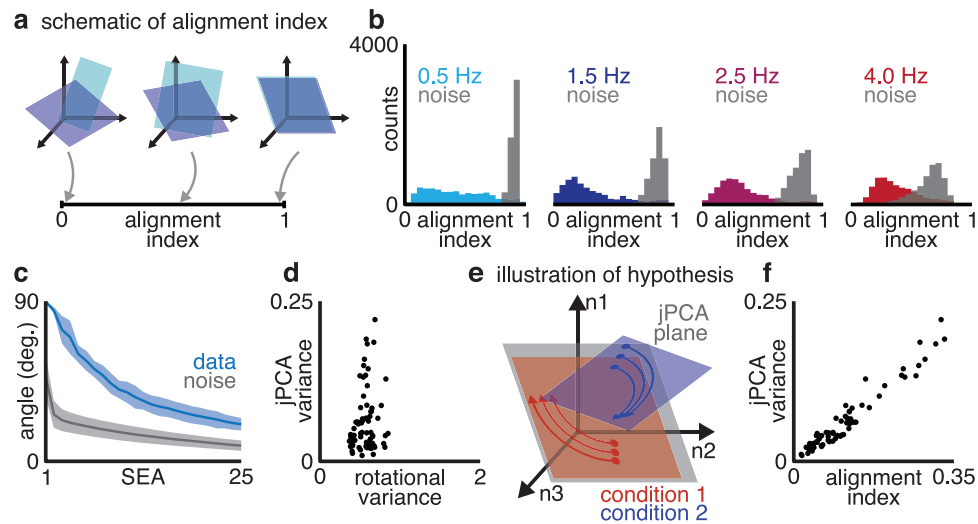 a schematic of alignment index
0
1
alignment
index
b
4000
counts
0
0.5 Hz
noise
0 alignment 1
index
1.5 Hz
noise
0 alignment 1
index
2.5 Hz
noise
0 alignment 1
index
4.0 Hz
noise
0 alignment 1
index
c
90
angle (deg.)
0
data
noise
1
SEA
25
d
0.25
jPCA
variance
0
0
rotational
variance
2
e illustration of hypothesis
n1
jPCA
plane
n2
n3
condition 1
condition 2
f
0.25
jPCA
variance
0
0
alignment
index
0.35